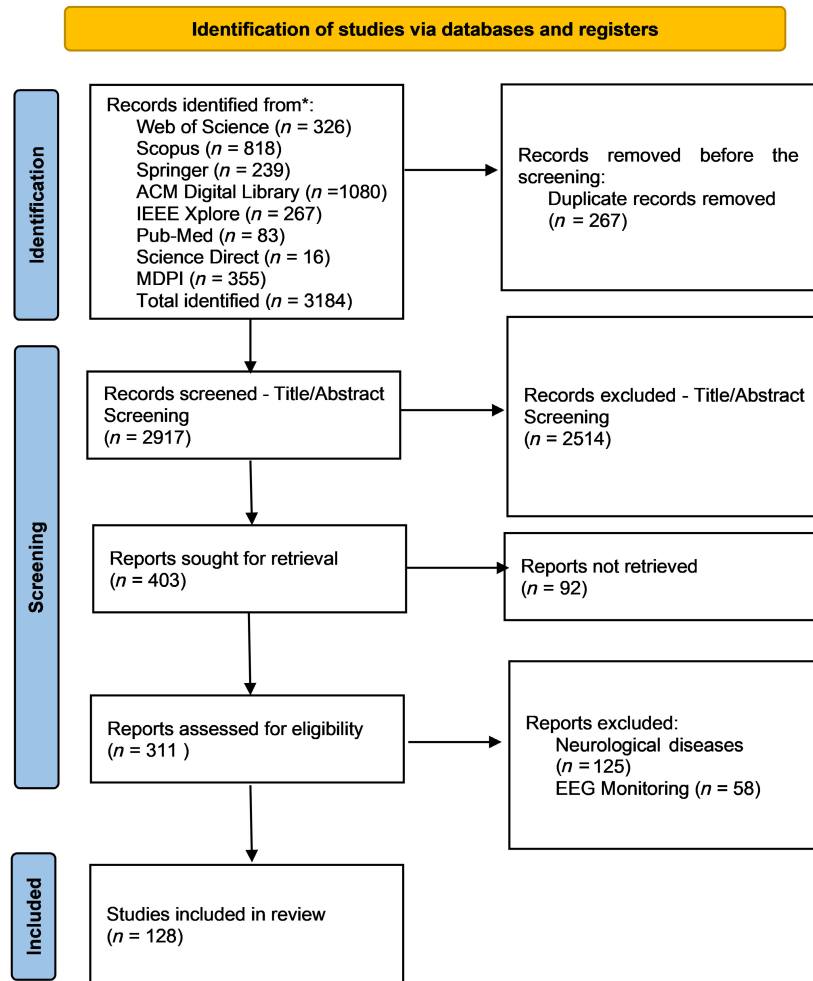 Identification of studies via databases and registers
Identification
Records identified from*:
Web of Science (n = 326)
Scopus (n = 818)
Springer (n = 239)
ACM Digital Library (n =1080)
IEEE Xplore (n = 267)
Pub-Med (n = 83)
Science Direct (n = 16)
MDPI (n = 355)
Total identified (n = 3184)
Records removed before the
screening:
Duplicate records removed
(n = 267)
Screening
Records screened - Title/Abstract
Screening
(n = 2917)
Records excluded - Title/Abstract
Screening
(n = 2514)
Reports sought for retrieval
(n = 403)
Reports not retrieved
(n = 92)
Reports assessed for eligibility
(n = 311 )
Reports excluded:
Neurological diseases
(n = 125)
EEG Monitoring (n = 58)
Included
Studies included in review
(n = 128)